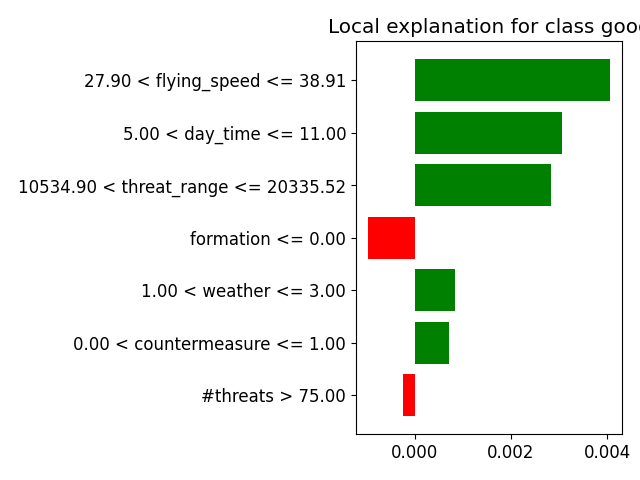 Local explanation for class goo
27.90 < flying_speed <= 38.91
5.00 < day_time <= 11.00
10534.90 < threat_range <= 20335.52
formation <= 0.00
1.00 < weather <= 3.00
0.00 < countermeasure <= 1.00
#threats > 75.00
0.000 0.002 0.004